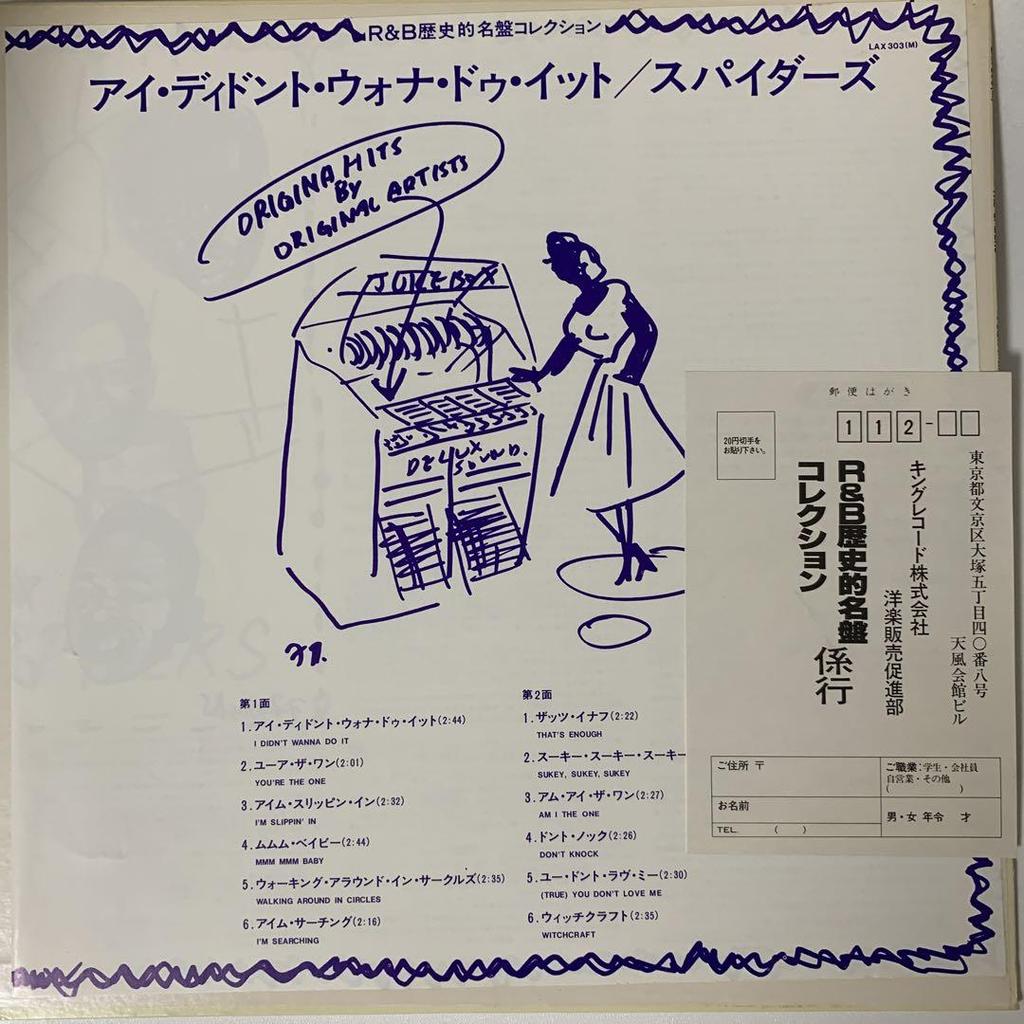 R&B歴史的名盤コレクション
LAX 303(M)
アイ・ディドント・ウォナ・ドゥ・イット／スパイダーズ
ORIGINA HITS
BY
ORIGINAL ARTISTS
JUKEBOX
DELUX
SOUND.
第1面
1.アイ・ディドント・ウォナ・ドゥ・イット(2:44)
I DIDN'T WANNA DO IT
2.ユーア・ザ・ワン(2:01)
YOU'RE THE ONE
3.アイム・スリッピン・イン(2:32)
I'M SLIPPIN' IN
4.ムムム・ベイビー(2:44)
MMM MMM BABY
5.ウォーキング・アラウンド・イン・サークルズ(2:35)
WALKING AROUND IN CIRCLES
6.アイム・サーチング(2:16)
I'M SEARCHING
第2面
1.ザッツ・イナフ(2:22)
THAT'S ENOUGH
2.スーキー・スーキー・スーキー
SUKEY, SUKEY, SUKEY
3.アム・アイ・ザ・ワン(2:27)
AM I THE ONE
4.ドント・ノック(2:26)
DON'T KNOCK
5.ユー・ドント・ラヴ・ミー(2:30)
(TRUE) YOU DON'T LOVE ME
6.ウィッチクラフト(2:35)
WITCHCRAFT
郵便はがき
20円切手を
お貼り下さい。
112-
東京都文京区大塚五丁目四〇番八号
天風会館ビル
キングレコード株式会社
洋楽販売促進部
R&B歴史的名盤
コレクション
係行
ご住所 〒
ご職業：学生・会社員
自営業・その他
( )
お名前
男・女 年令 才
TEL. ( )